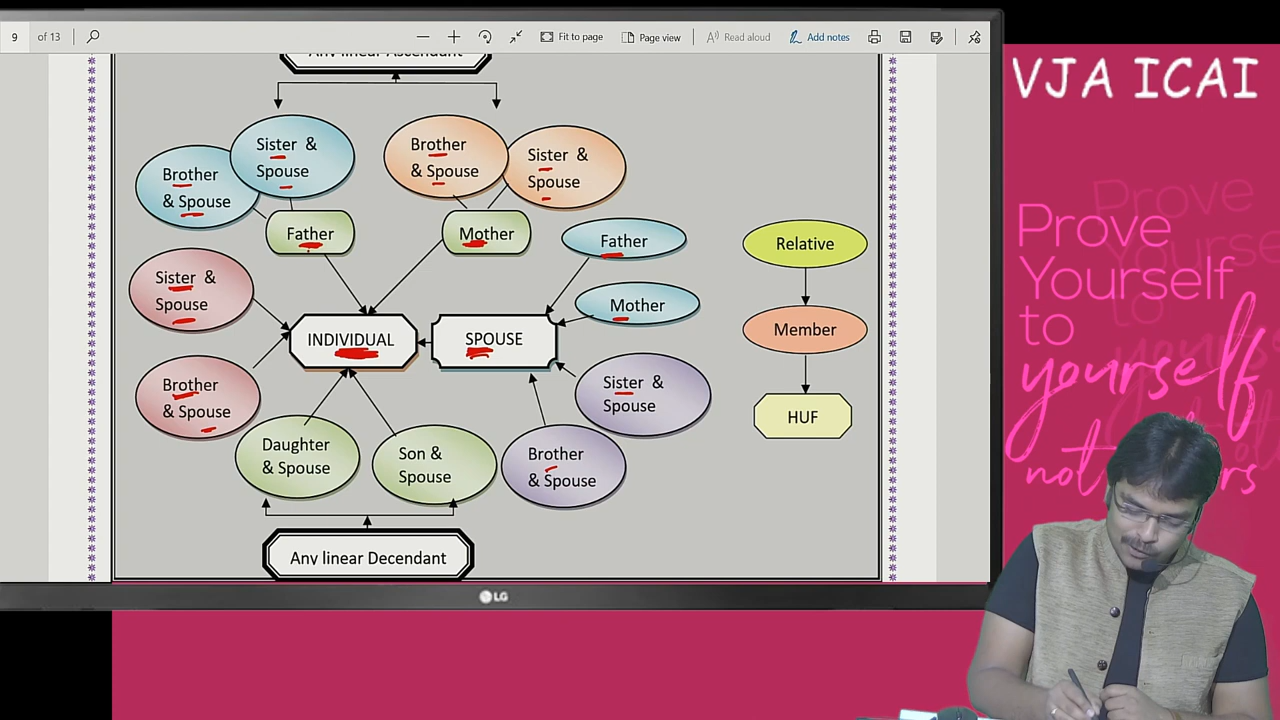 9 of 13
Fit to page
Page view
Read aloud
Add notes
VJA ICAI
Any linear Ascendant
Sister &
Spouse
Brother
& Spouse
Brother
& Spouse
Sister &
Spouse
Father
Mother
Father
Mother
Relative
Member
HUF
Sister &
Spouse
INDIVIDUAL
SPOUSE
Brother
& Spouse
Sister &
Spouse
Daughter
& Spouse
Son &
Spouse
Brother
& Spouse
Any linear Decendant
LG
Prove
Yourself
to
yourself
not